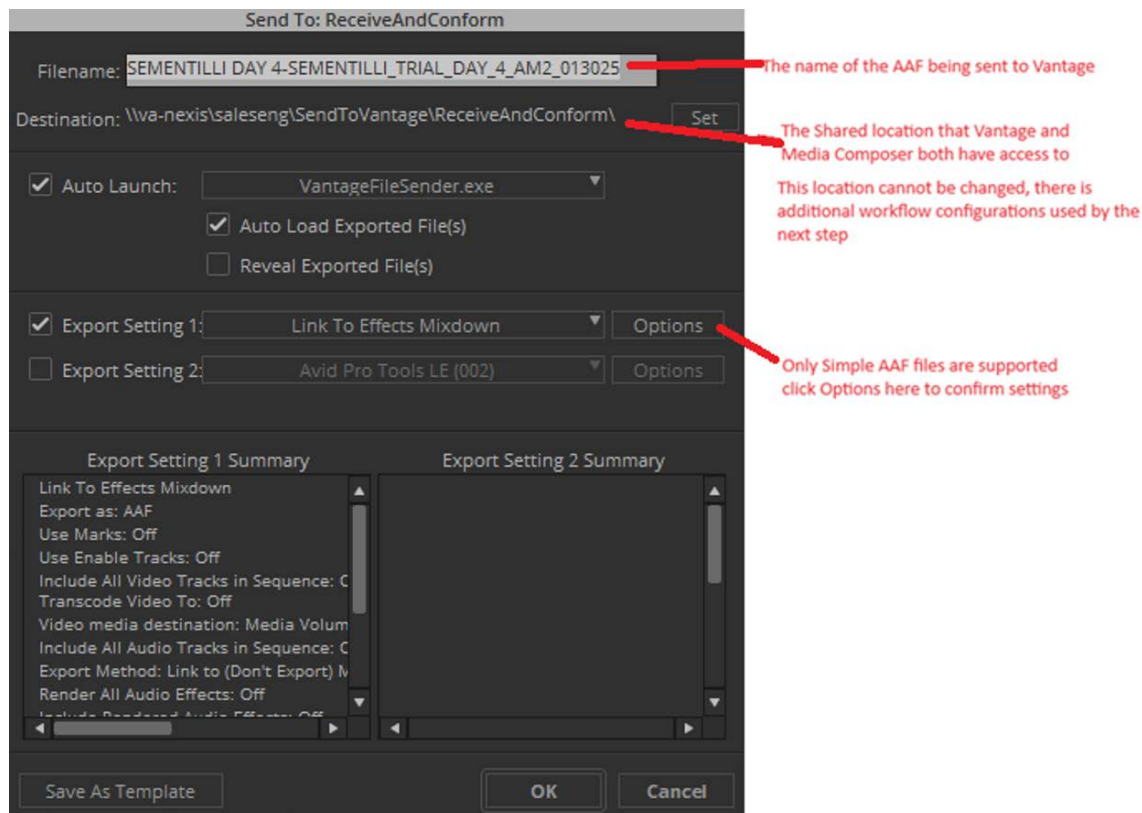 Send To: ReceiveAndConform
Filename: SEMENTILLI DAY 4-SEMENTILLI_TRIAL_DAY_4_AM2_013025
The name of the AAF being sent to Vantage
Destination: \\va-nexis\saleseng\SendToVantage\ReceiveAndConform\ Set
The Shared location that Vantage and
Media Composer both have access to
This location cannot be changed, there is
additional workflow configurations used by the
next step
Auto Launch: VantageFileSender.exe
Auto Load Exported File(s)
Reveal Exported File(s)
Export Setting 1: Link To Effects Mixdown Options
Export Setting 2: Avid Pro Tools LE (002) Options
Only Simple AAF files are supported
click Options here to confirm settings
Export Setting 1 Summary
Link To Effects Mixdown
Export as: AAF
Use Marks: Off
Use Enable Tracks: Off
Include All Video Tracks in Sequence:
Transcode Video To: Off
Video media destination: Media Volum
Include All Audio Tracks in Sequence:
Export Method: Link to (Don't Export)
Render All Audio Effects: Off
Include Rendered Audio Effects: Off
Export Setting 2 Summary
Save As Template
OK
Cancel